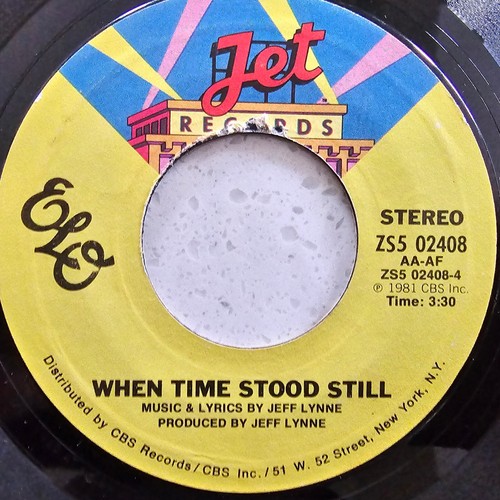 Jet
RECORDS
ELO
STEREO
ZS5 02408
AA-AF
ZS5 02408-4
℗ 1981 CBS Inc.
Time: 3:30
WHEN TIME STOOD STILL
MUSIC & LYRICS BY JEFF LYNNE
PRODUCED BY JEFF LYNNE
Distributed by CBS Records/CBS Inc./51 W. 52 Street, New York, N.Y.